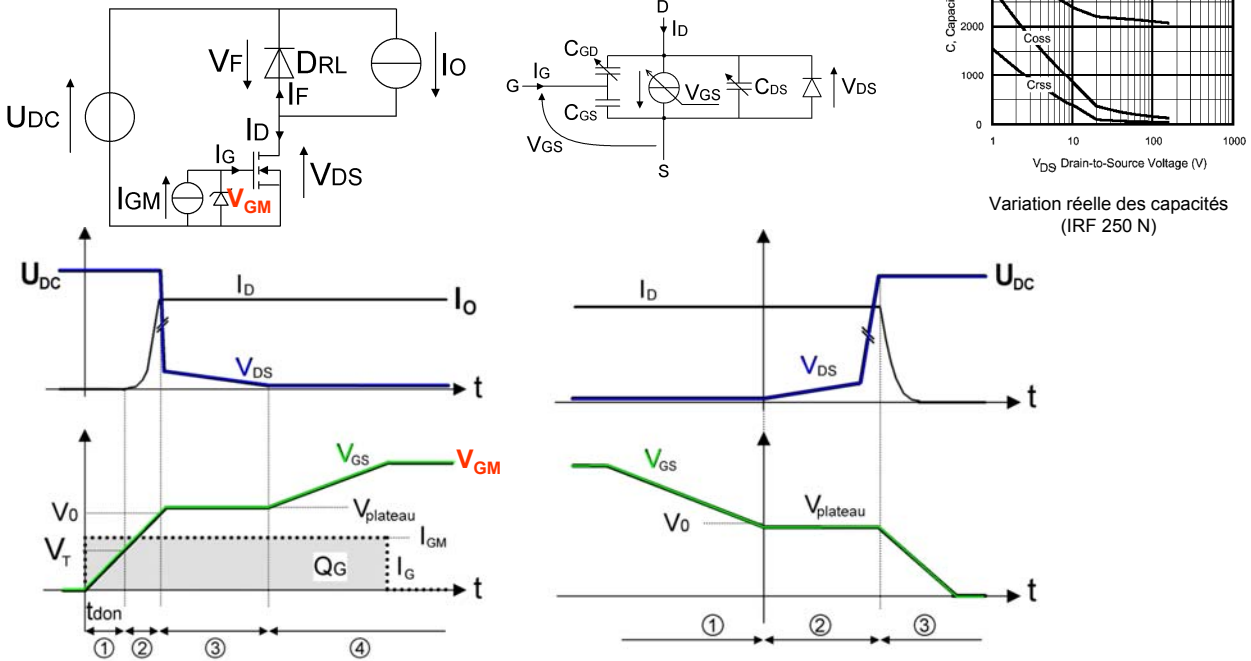 UDC
VF
DRL
IO
IF
ID
IG
IGM
VGM
VDS
D
ID
CGD
IG
G
CGS
VGS
CDS
VDS
VGS
S
2000
1000
0
Coss
Crss
1
10
100
1000
VDS, Drain-to-Source Voltage (V)
Variation réelle des capacités
(IRF 250 N)
UDC
ID
IO
VDS
t
VGS
VGM
V0
Vplateau
VT
IGM
QG
IG
t
tdon
① ② ③ ④
ID
UDC
VDS
t
VGS
V0
Vplateau
t
① ② ③